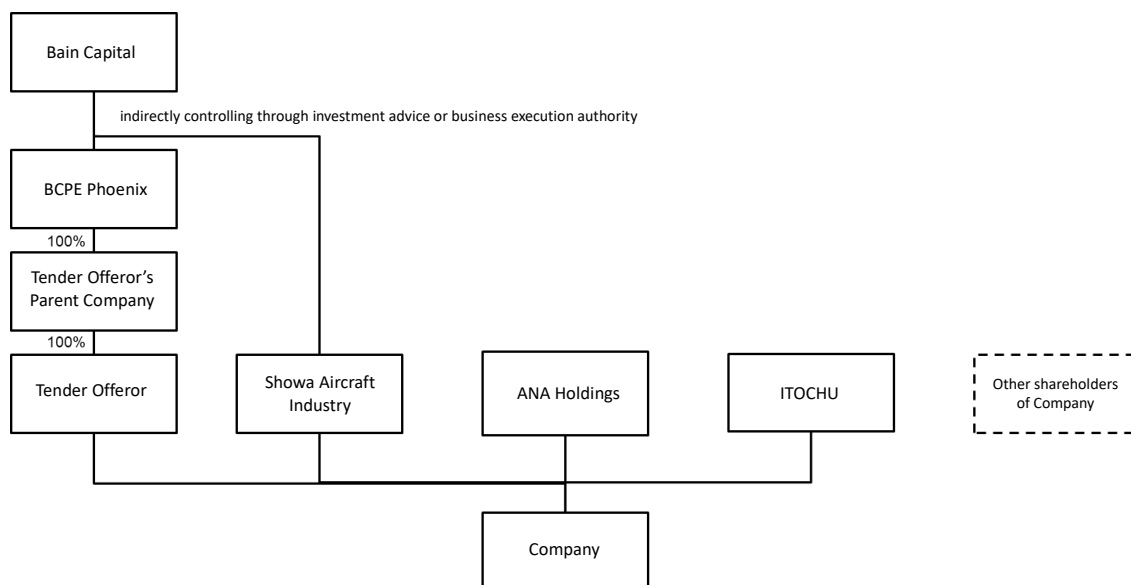 Bain Capital
indirectly controlling through investment advice or business execution authority
BCPE Phoenix
100%
Tender Offeror’s
Parent Company
100%
Tender Offeror
Showa Aircraft
Industry
ANA Holdings
ITOCHU
Other shareholders
of Company
Company